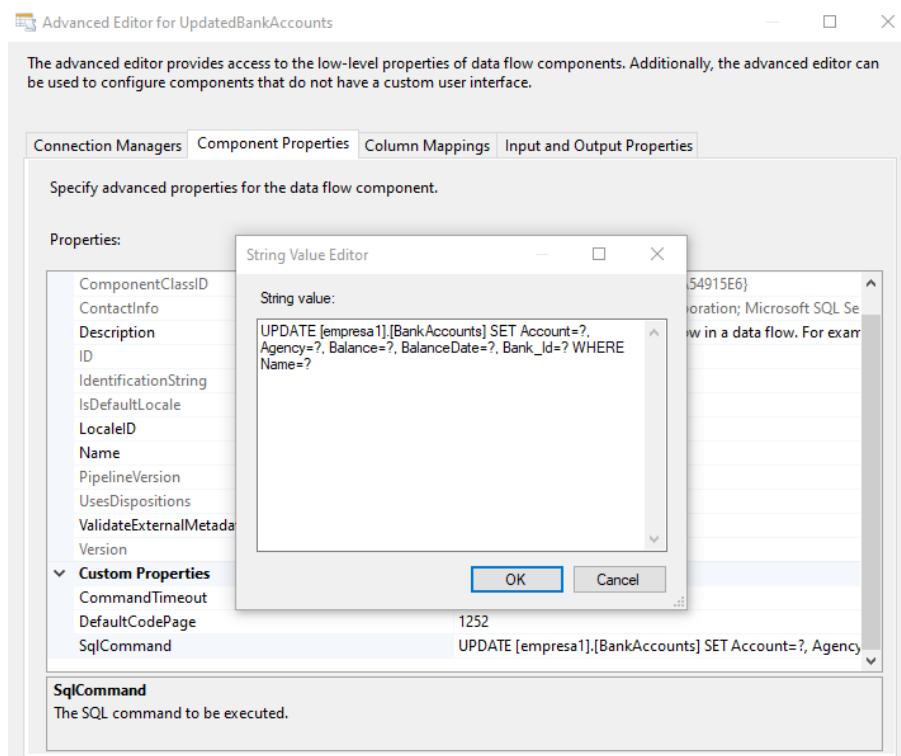 Advanced Editor for UpdatedBankAccounts
The advanced editor provides access to the low-level properties of data flow components. Additionally, the advanced editor can
be used to configure components that do not have a custom user interface.
Connection Managers Component Properties Column Mappings Input and Output Properties
Specify advanced properties for the data flow component.
Properties:
String Value Editor
String value:
UPDATE [empresa1].[BankAccounts] SET Account=?,
Agency=?, Balance=?, BalanceDate=?, Bank_Id=? WHERE
Name=?
OK Cancel
ComponentClassID A54915E6}
ContactInfo oration; Microsoft SQL Se
Description w in a data flow. For exam
ID
IdentificationString
IsDefaultLocale
LocaleID
Name
PipelineVersion
UsesDispositions
ValidateExternalMetada
Version
Custom Properties
CommandTimeout
DefaultCodePage 1252
SqlCommand UPDATE [empresa1].[BankAccounts] SET Account=?, Agency
SqlCommand
The SQL command to be executed.